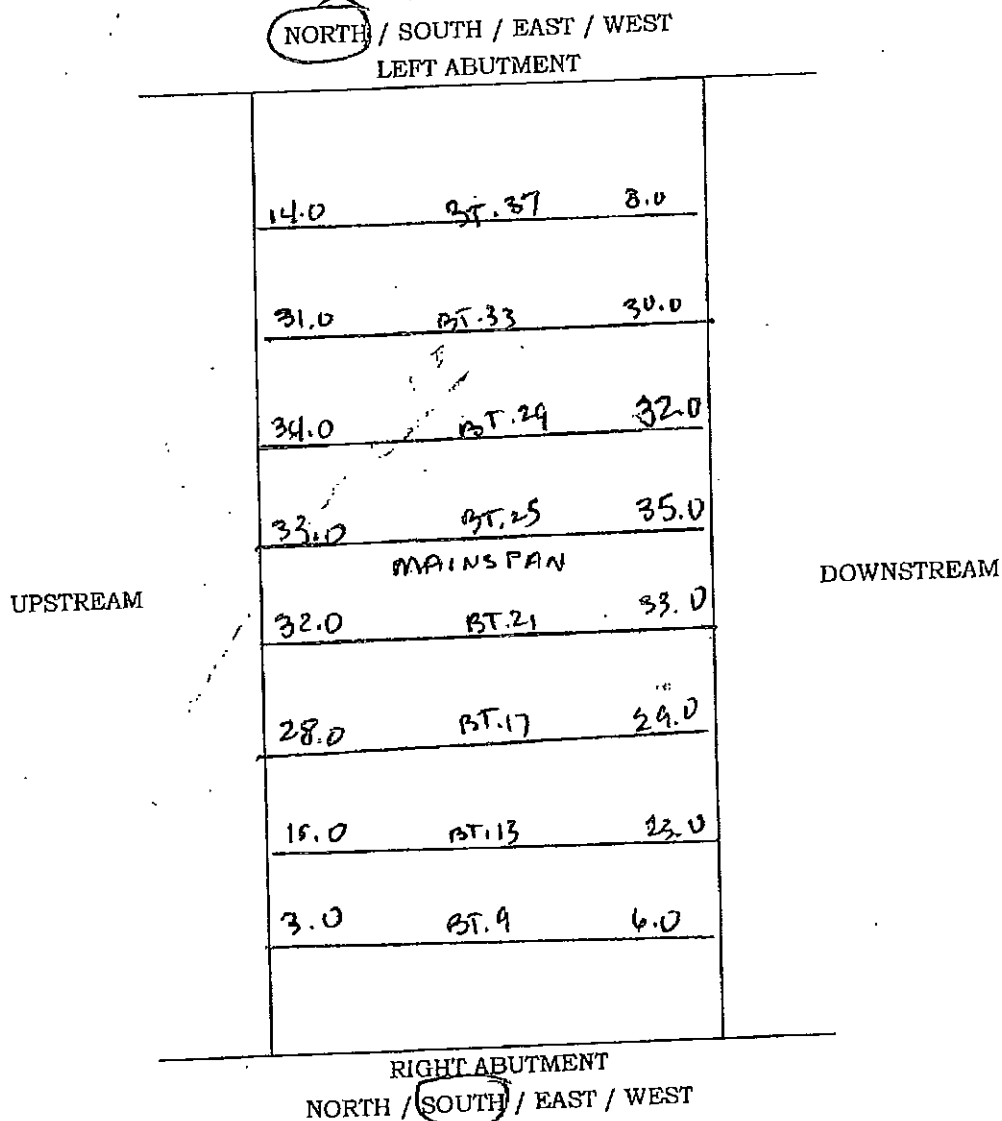 NORTH / SOUTH / EAST / WEST
LEFT ABUTMENT
14.0 BT.37 8.0
31.0 BT.33 30.0
34.0 BT.29 32.0
33.0 BT.25 35.0
MAINSPAN
UPSTREAM
DOWNSTREAM
32.0 BT.21 33.0
28.0 BT.17 29.0
BT.13 23.0
3.0 BT.9 6.0
RIGHT ABUTMENT
NORTH / SOUTH / EAST / WEST